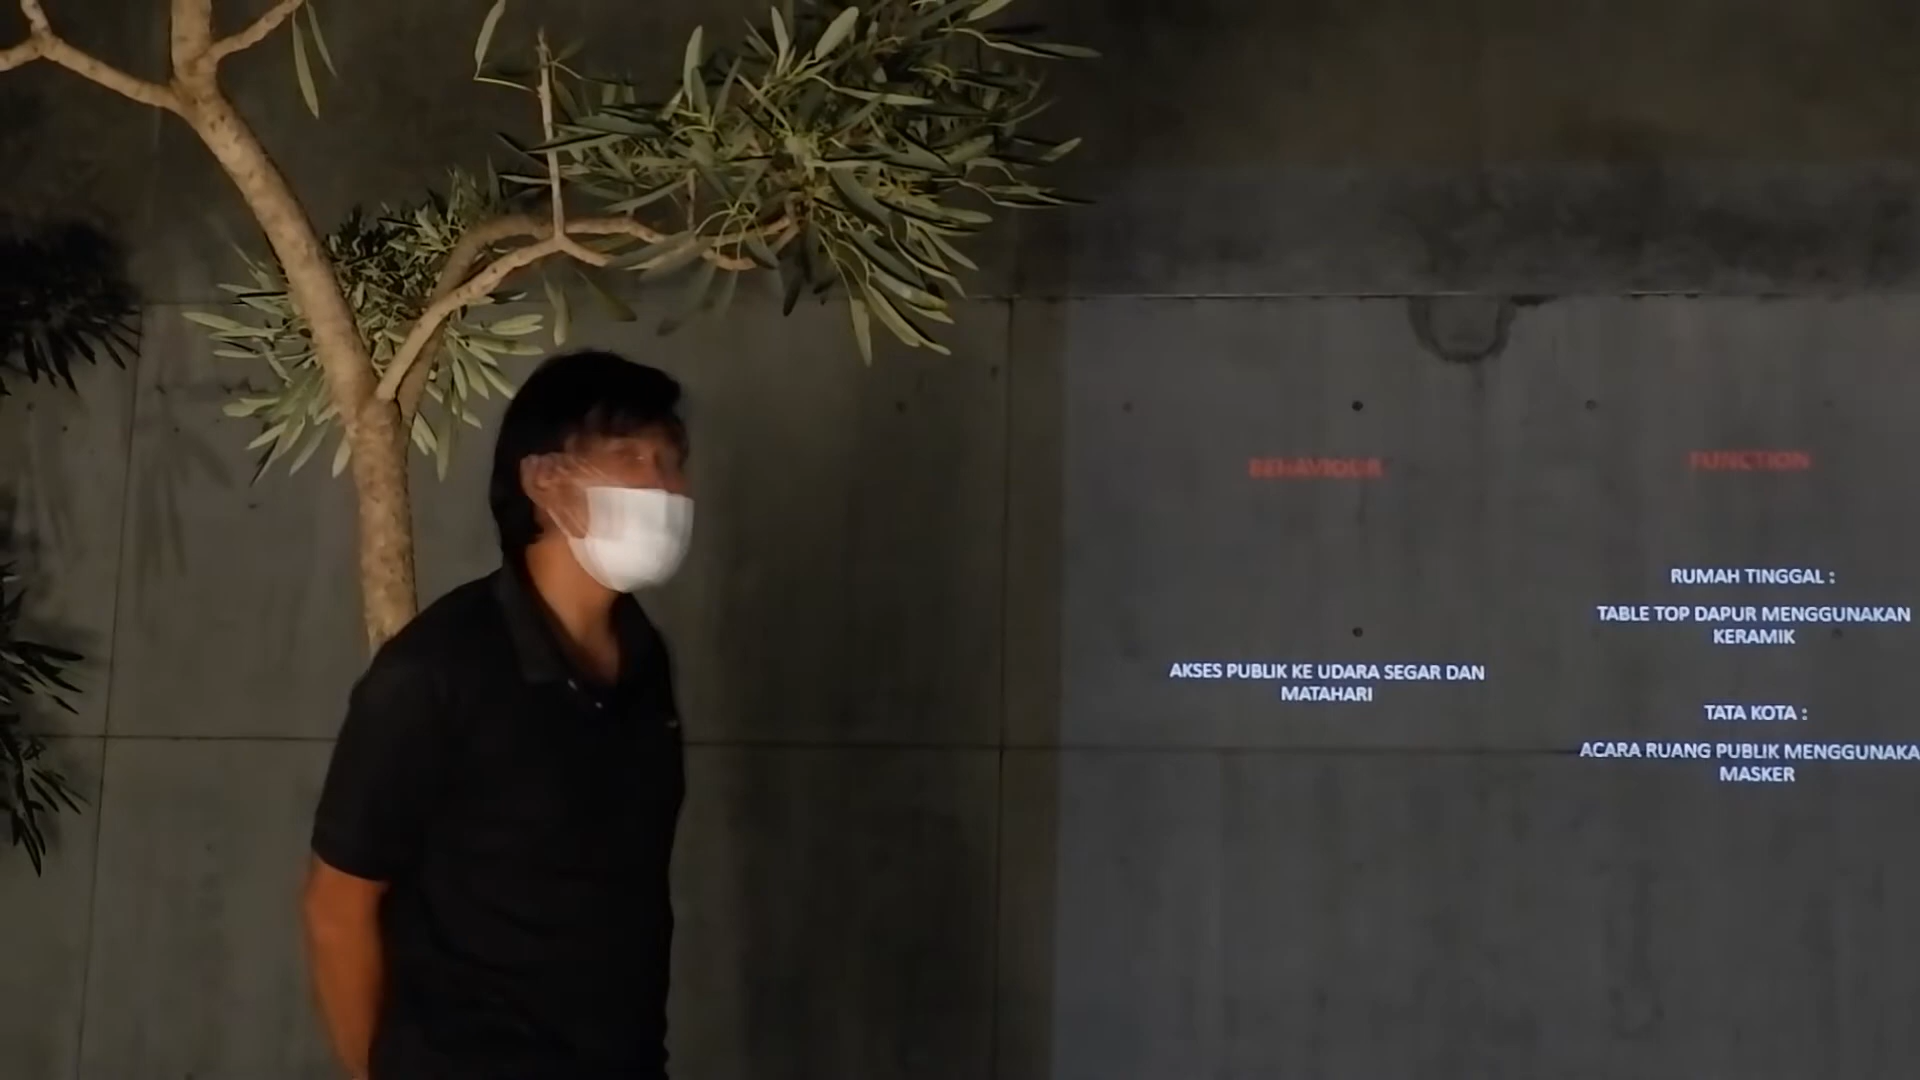 BEHAVIOUR
AKSES PUBLIK KE UDARA SEGAR DAN
MATAHARI
FUNCTION
RUMAH TINGGAL :
TABLE TOP DAPUR MENGGUNAKAN
KERAMIK
TATA KOTA :
ACARA RUANG PUBLIK MENGGUNAKA
MASKER